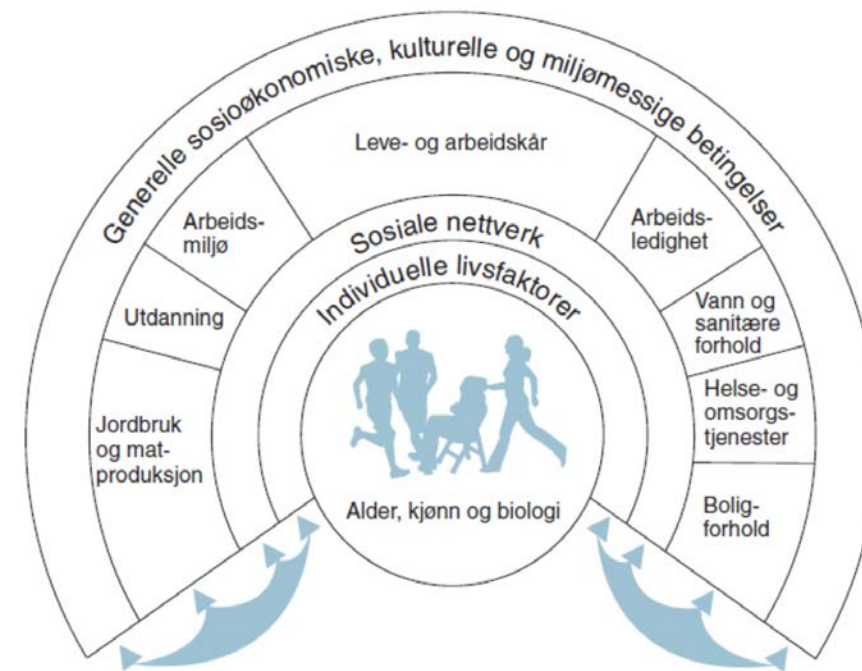 Generelle sosioøkonomiske, kulturelle og miljømessige betingelser
Leve- og arbeidskår
Arbeids-
miljø
Arbeids-
ledighet
Sosiale nettverk
Individuelle livsfaktorer
Utdanning
Vann og
sanitære
forhold
Jordbruk
og mat-
produksjon
Helse- og
omsorgs-
tjenester
Bolig-
forhold
Alder, kjønn og biologi